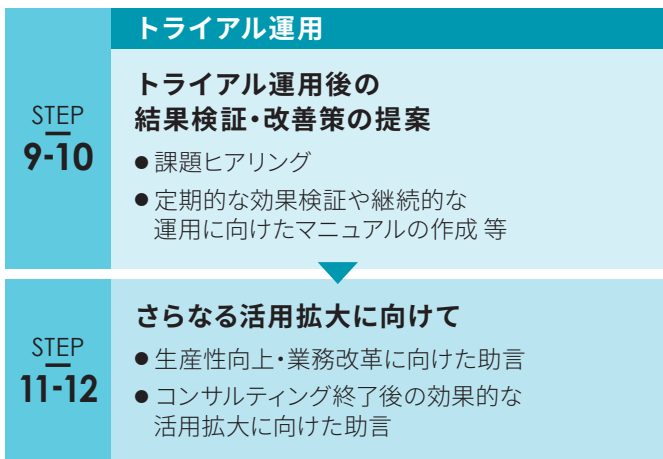 トライアル運用
STEP
9-10
トライアル運用後の
結果検証・改善策の提案
● 課題ヒアリング
● 定期的な効果検証や継続的な
運用に向けたマニュアルの作成 等
STEP
11-12
さらなる活用拡大に向けて
● 生産性向上・業務改革に向けた助言
● コンサルティング終了後の効果的な
活用拡大に向けた助言